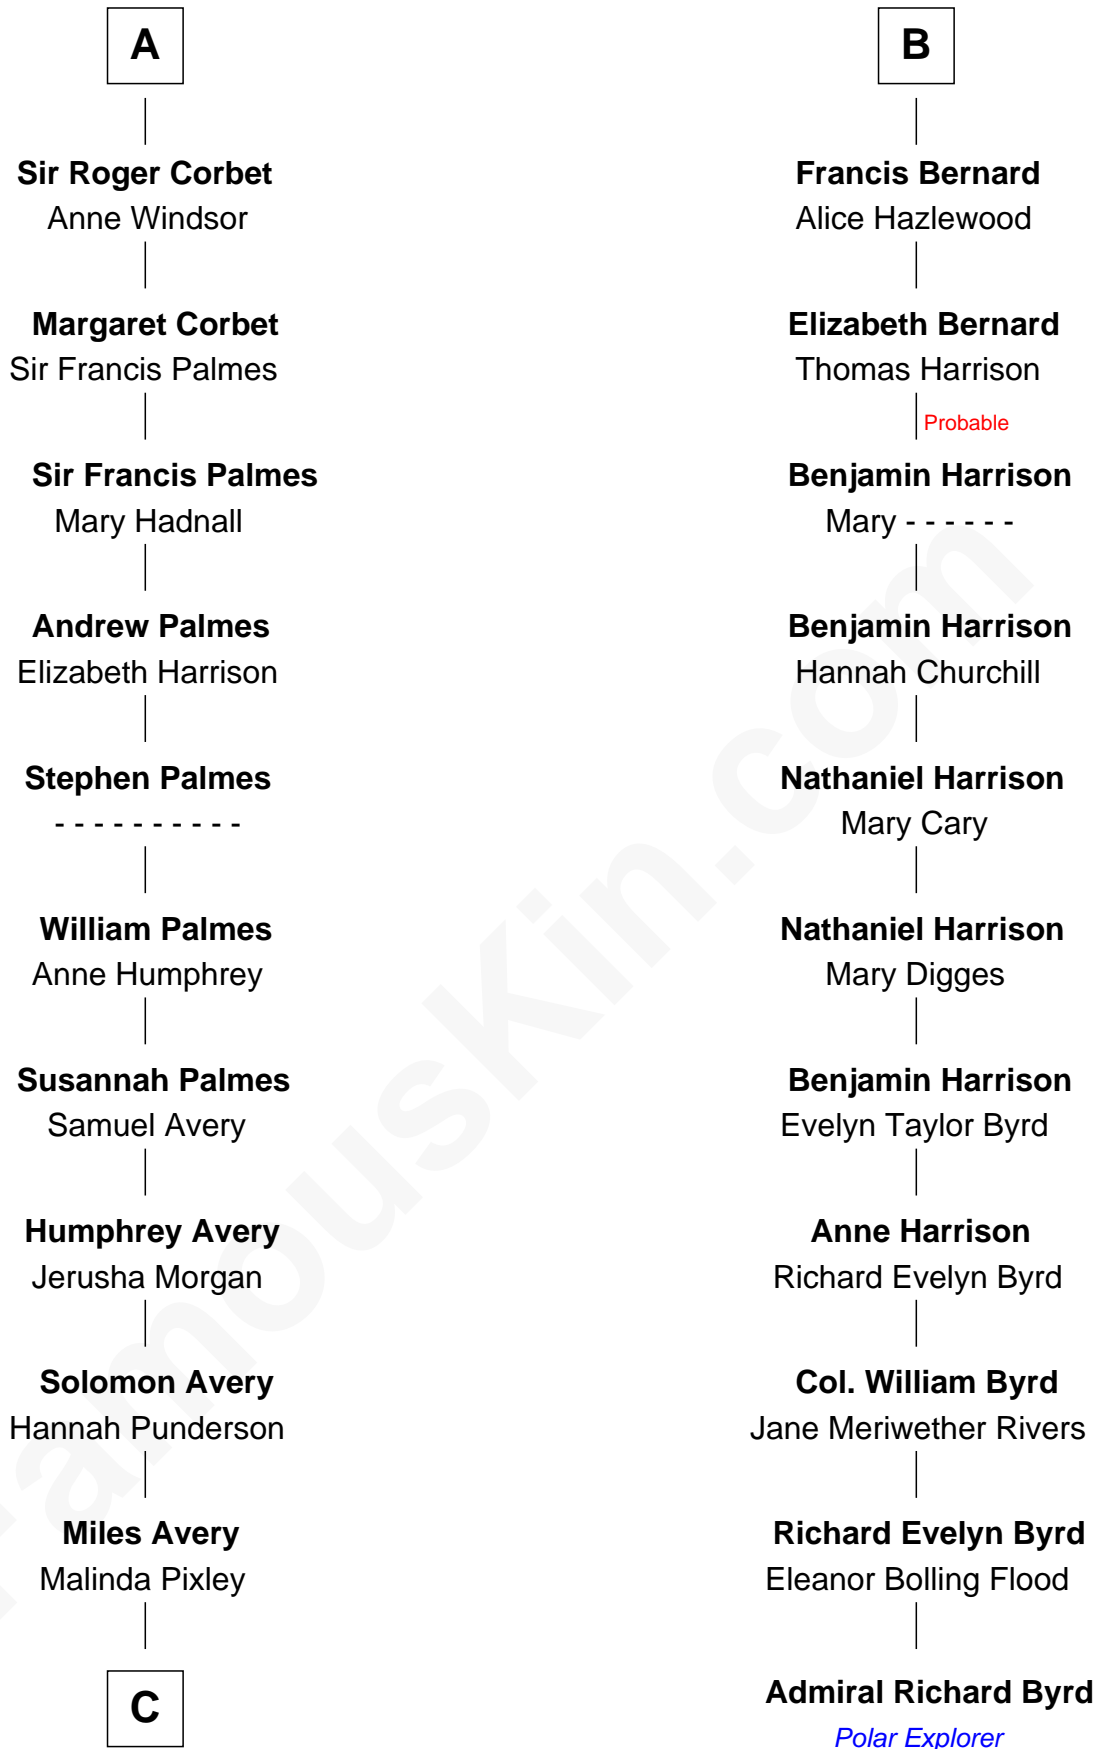 A
Sir Roger Corbet
Anne Windsor
Margaret Corbet
Sir Francis Palmes
Sir Francis Palmes
Mary Hadnall
Andrew Palmes
Elizabeth Harrison
Stephen Palmes
- - - - - - - - - -
William Palmes
Anne Humphrey
Susannah Palmes
Samuel Avery
Humphrey Avery
Jerusha Morgan
Solomon Avery
Hannah Punderson
Miles Avery
Malinda Pixley
C
B
Francis Bernard
Alice Hazlewood
Elizabeth Bernard
Thomas Harrison
Probable
Benjamin Harrison
Mary - - - - - -
Benjamin Harrison
Hannah Churchill
Nathaniel Harrison
Mary Cary
Nathaniel Harrison
Mary Digges
Benjamin Harrison
Evelyn Taylor Byrd
Anne Harrison
Richard Evelyn Byrd
Col. William Byrd
Jane Meriwether Rivers
Richard Evelyn Byrd
Eleanor Bolling Flood
Admiral Richard Byrd
Polar Explorer
FamousKin.com